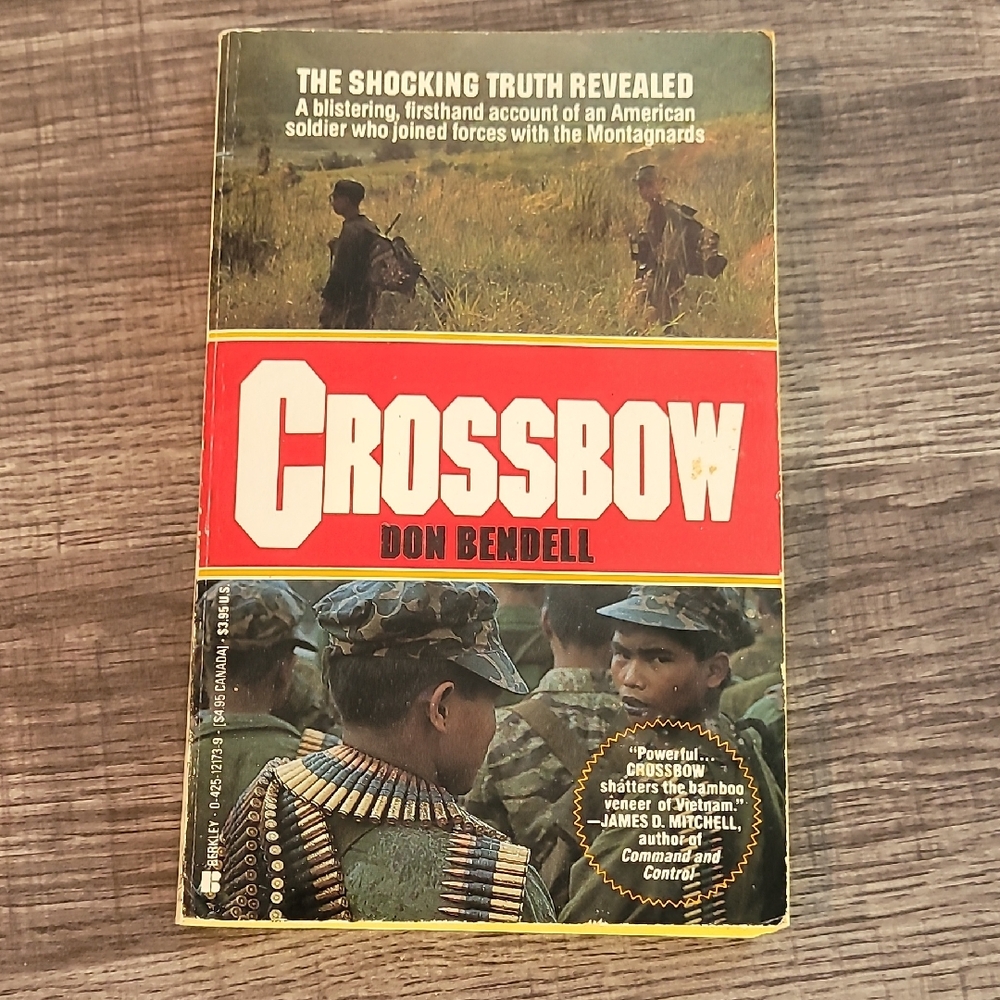 THE SHOCKING TRUTH REVEALED
A blistering, firsthand account of an American
soldier who joined forces with the Montagnards
CROSSBOW
DON BENDELL
BERKLEY · 0-425-12173-9 · [$4.95 CANADA] · $3.95 U.S.
"Powerful...
CROSSBOW
shatters the bamboo
veneer of Vietnam."
—JAMES D. MITCHELL,
author of
Command and
Control